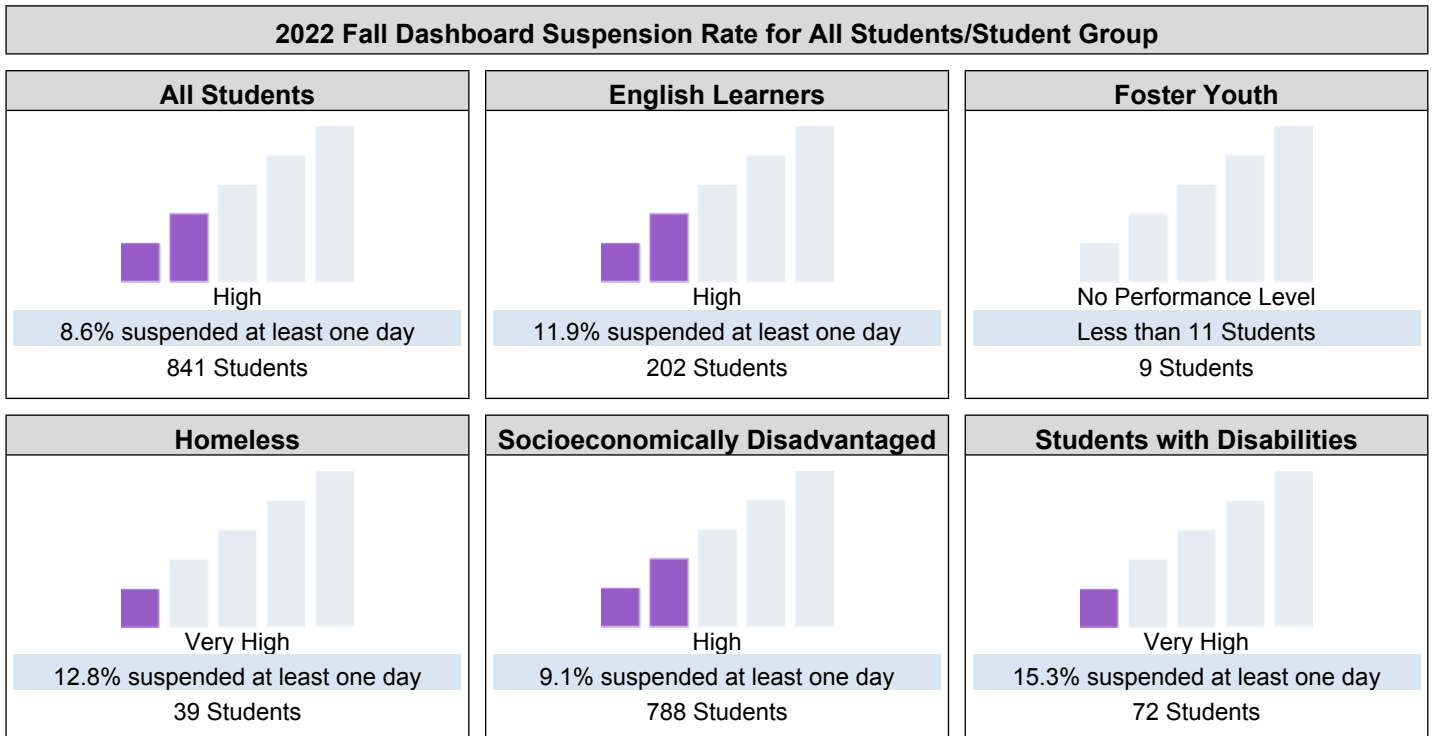 2022 Fall Dashboard Suspension Rate for All Students/Student Group
All Students
High
8.6% suspended at least one day
841 Students
English Learners
High
11.9% suspended at least one day
202 Students
Foster Youth
No Performance Level
Less than 11 Students
9 Students
Homeless
Very High
12.8% suspended at least one day
39 Students
Socioeconomically Disadvantaged
High
9.1% suspended at least one day
788 Students
Students with Disabilities
Very High
15.3% suspended at least one day
72 Students